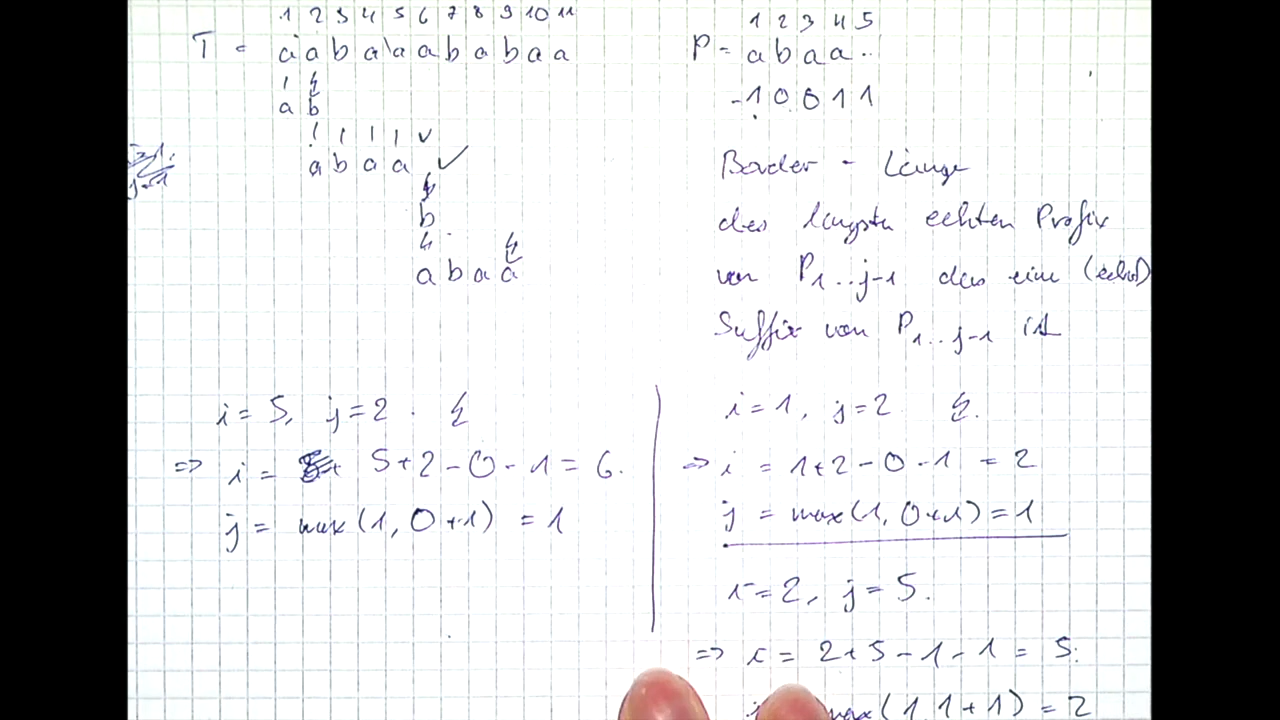 1 2 3 4 5 6 7 8 9 10 11
T = a a b a a a b a b a a
a b
a b a a ✓
b
a b a a
1 2 3 4 5
P = a b a a ..
-1 0 0 1 1
Border - Länge
des längsten echten Präfix
von P1...j-1 das eine (echtes)
Suffix von P1...j-1 ist
i = 5, j = 2
⇒ i = 5+2-0-1 = 6.
j = max(1, 0+1) = 1
i = 1, j = 2
⇒ i = 1+2-0-1 = 2
j = max(1, 0+1) = 1
i = 2, j = 5.
⇒ i = 2+5-1-1 = 5.
max(1, 1+1) = 2